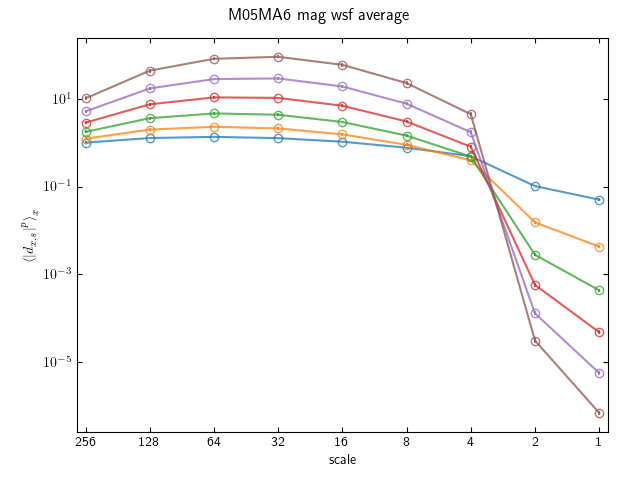 M05MA6 mag wsf average
⟨|d_{x,s}|^p⟩_x
10^1
10^{-1}
10^{-3}
10^{-5}
256 128 64 32 16 8 4 2 1
scale